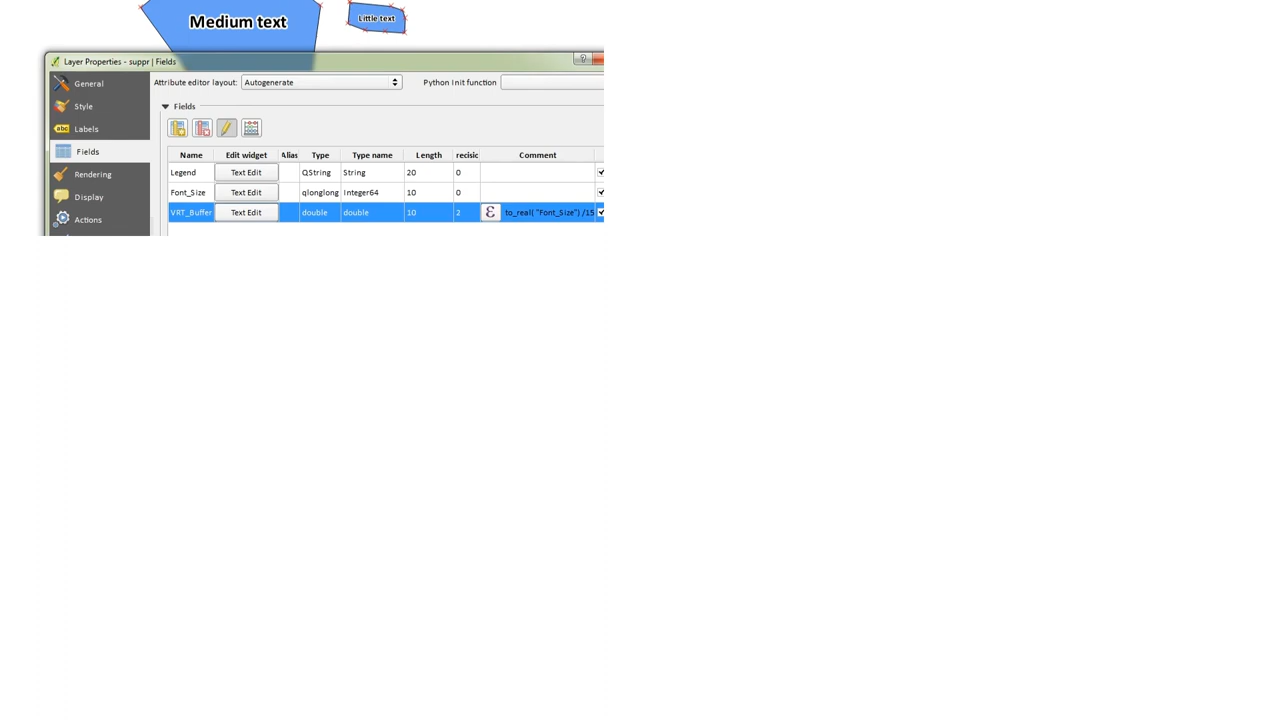 Medium text
Little text
Layer Properties - suppr | Fields
?
General
Style
abc Labels
Fields
Rendering
Display
Actions
Attribute editor layout: Autogenerate Python Init function
Fields
Name Edit widget Alias Type Type name Length recisic Comment
Legend Text Edit QString String 20 0
Font_Size Text Edit qlonglong Integer64 10 0
VRT_Buffer Text Edit double double 10 2 ε to_real( "Font_Size") /15